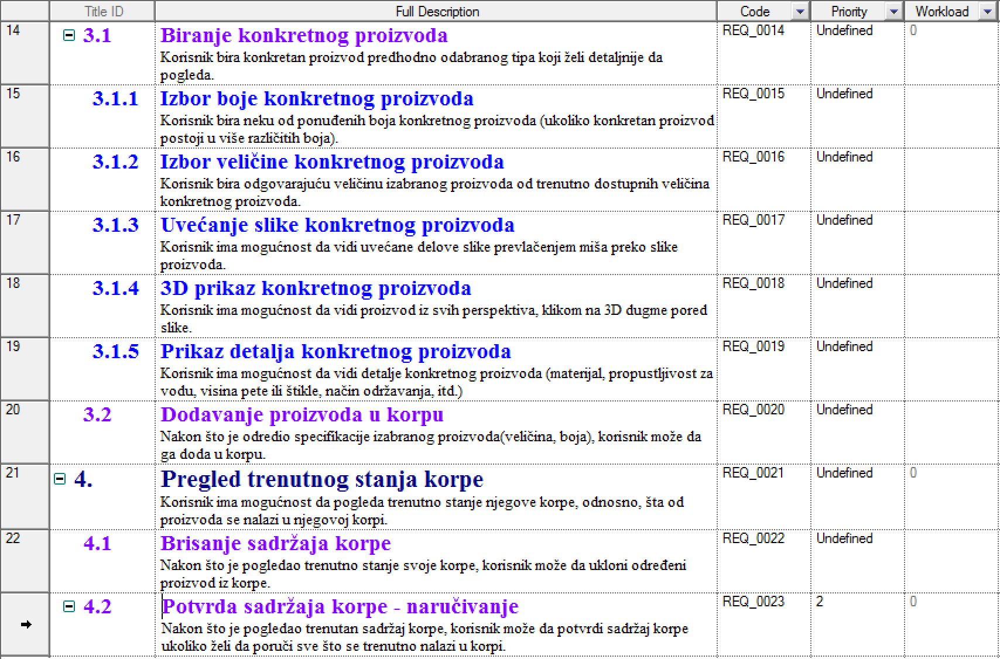 Title ID Full Description Code Priority Workload
14 3.1 Biranje konkretnog proizvoda REQ_0014 Undefined 0
Korisnik bira konkretan proizvod predhodno odabranog tipa koji želi detaljnije da
pogleda.
15 3.1.1 Izbor boje konkretnog proizvoda REQ_0015 Undefined
Korisnik bira neku od ponuđenih boja konkretnog proizvoda (ukoliko konkretan proizvod
postoji u više različitih boja).
16 3.1.2 Izbor veličine konkretnog proizvoda REQ_0016 Undefined
Korisnik bira odgovarajuću veličinu izabranog proizvoda od trenutno dostupnih veličina
konkretnog proizvoda.
17 3.1.3 Uvećanje slike konkretnog proizvoda REQ_0017 Undefined
Korisnik ima mogućnost da vidi uvećane delove slike prevlačenjem miša preko slike
proizvoda.
18 3.1.4 3D prikaz konkretnog proizvoda REQ_0018 Undefined
Korisnik ima mogućnost da vidi proizvod iz svih perspektiva, klikom na 3D dugme pored
slike.
19 3.1.5 Prikaz detalja konkretnog proizvoda REQ_0019 Undefined
Korisnik ima mogućnost da vidi detalje konkretnog proizvoda (materijal, propustljivost za
vodu, visina pete ili štikle, način održavanja, itd.)
20 3.2 Dodavanje proizvoda u korpu REQ_0020 Undefined
Nakon što je odredio specifikacije izabranog proizvoda(veličina, boja), korisnik može da
ga doda u korpu.
21 4. Pregled trenutnog stanja korpe REQ_0021 Undefined 0
Korisnik ima mogućnost da pogleda trenutno stanje njegove korpe, odnosno, šta od
proizvoda se nalazi u njegovoj korpi.
22 4.1 Brisanje sadržaja korpe REQ_0022 Undefined
Nakon što je pogledao trenutno stanje svoje korpe, korisnik može da ukloni određeni
proizvod iz korpe.
4.2 Potvrda sadržaja korpe - naručivanje REQ_0023 2 0
Nakon što je pogledao trenutan sadržaj korpe, korisnik može da potvrdi sadržaj korpe
ukoliko želi da poruči sve što se trenutno nalazi u korpi.